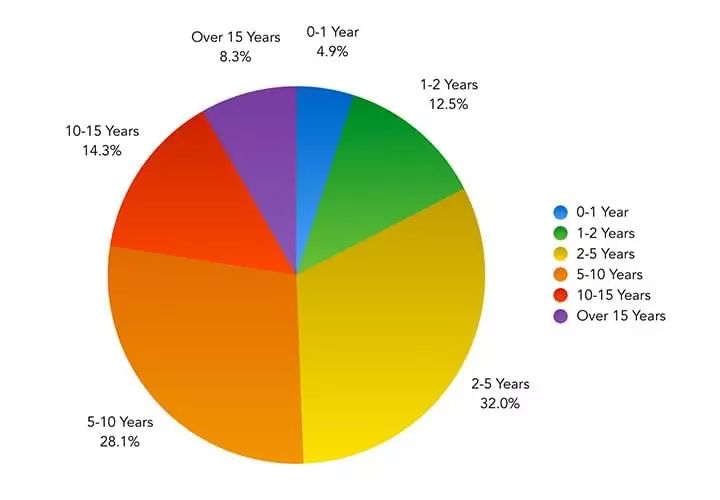 Over 15 Years
8.3%
0-1 Year
4.9%
1-2 Years
12.5%
10-15 Years
14.3%
0-1 Year
1-2 Years
2-5 Years
5-10 Years
10-15 Years
Over 15 Years
2-5 Years
32.0%
5-10 Years
28.1%